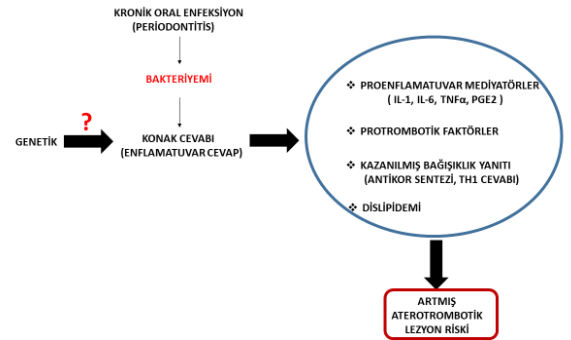 KRONİK ORAL ENFEKSİYON
(PERİODONTİTİS)
BAKTERİYEMİ
?
GENETİK
KONAK CEVABI
(ENFLAMATUVAR CEVAP)
❖ PROENFLAMATUVAR MEDİYATÖRLER
( IL-1, IL-6, TNFα, PGE2 )
❖ PROTROMBOTİK FAKTÖRLER
❖ KAZANILMIŞ BAĞIŞIKLIK YANITI
(ANTİKOR SENTEZİ, TH1 CEVABI)
❖ DİSLİPİDEMİ
ARTMIŞ
ATEROTROMBOTİK
LEZYON RİSKİ